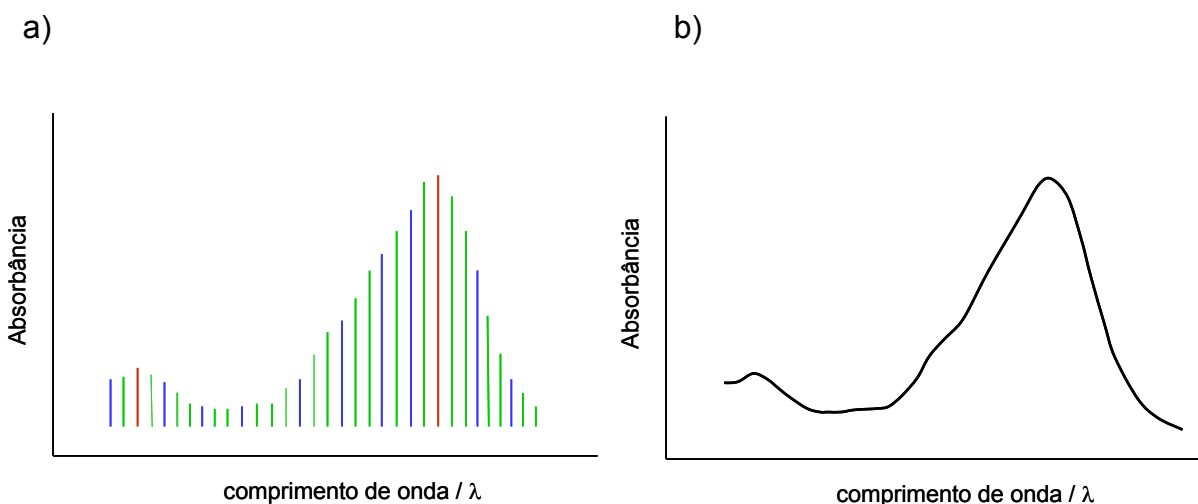 a)
b)
Absorbância
comprimento de onda / λ
Absorbância
comprimento de onda / λ